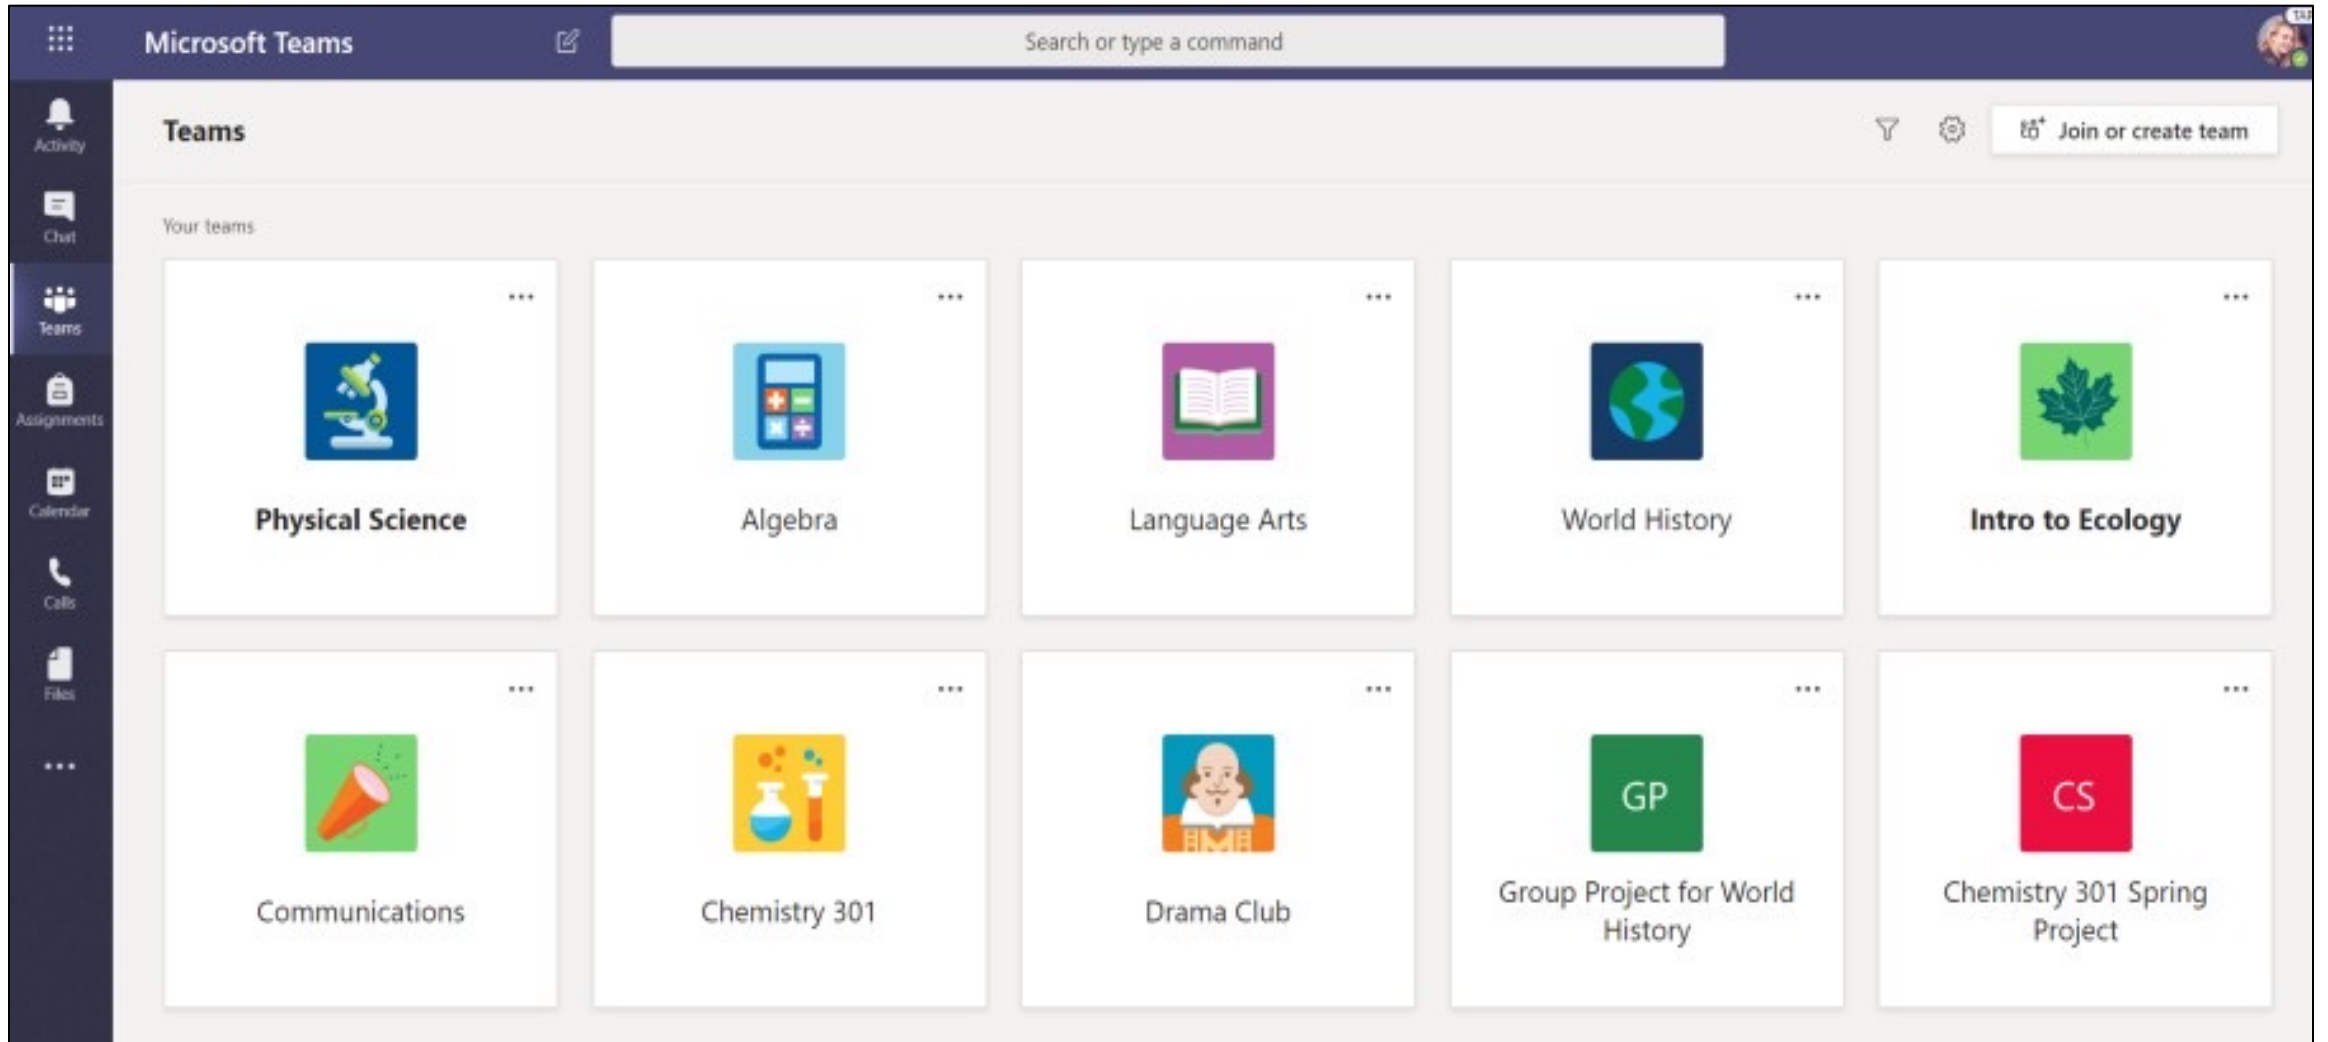 Microsoft Teams
Search or type a command
Activity
Chat
Teams
Assignments
Calendar
Calls
Files
Teams
Join or create team
Your teams
Physical Science
Algebra
Language Arts
World History
Intro to Ecology
Communications
Chemistry 301
Drama Club
GP
Group Project for World
History
CS
Chemistry 301 Spring
Project